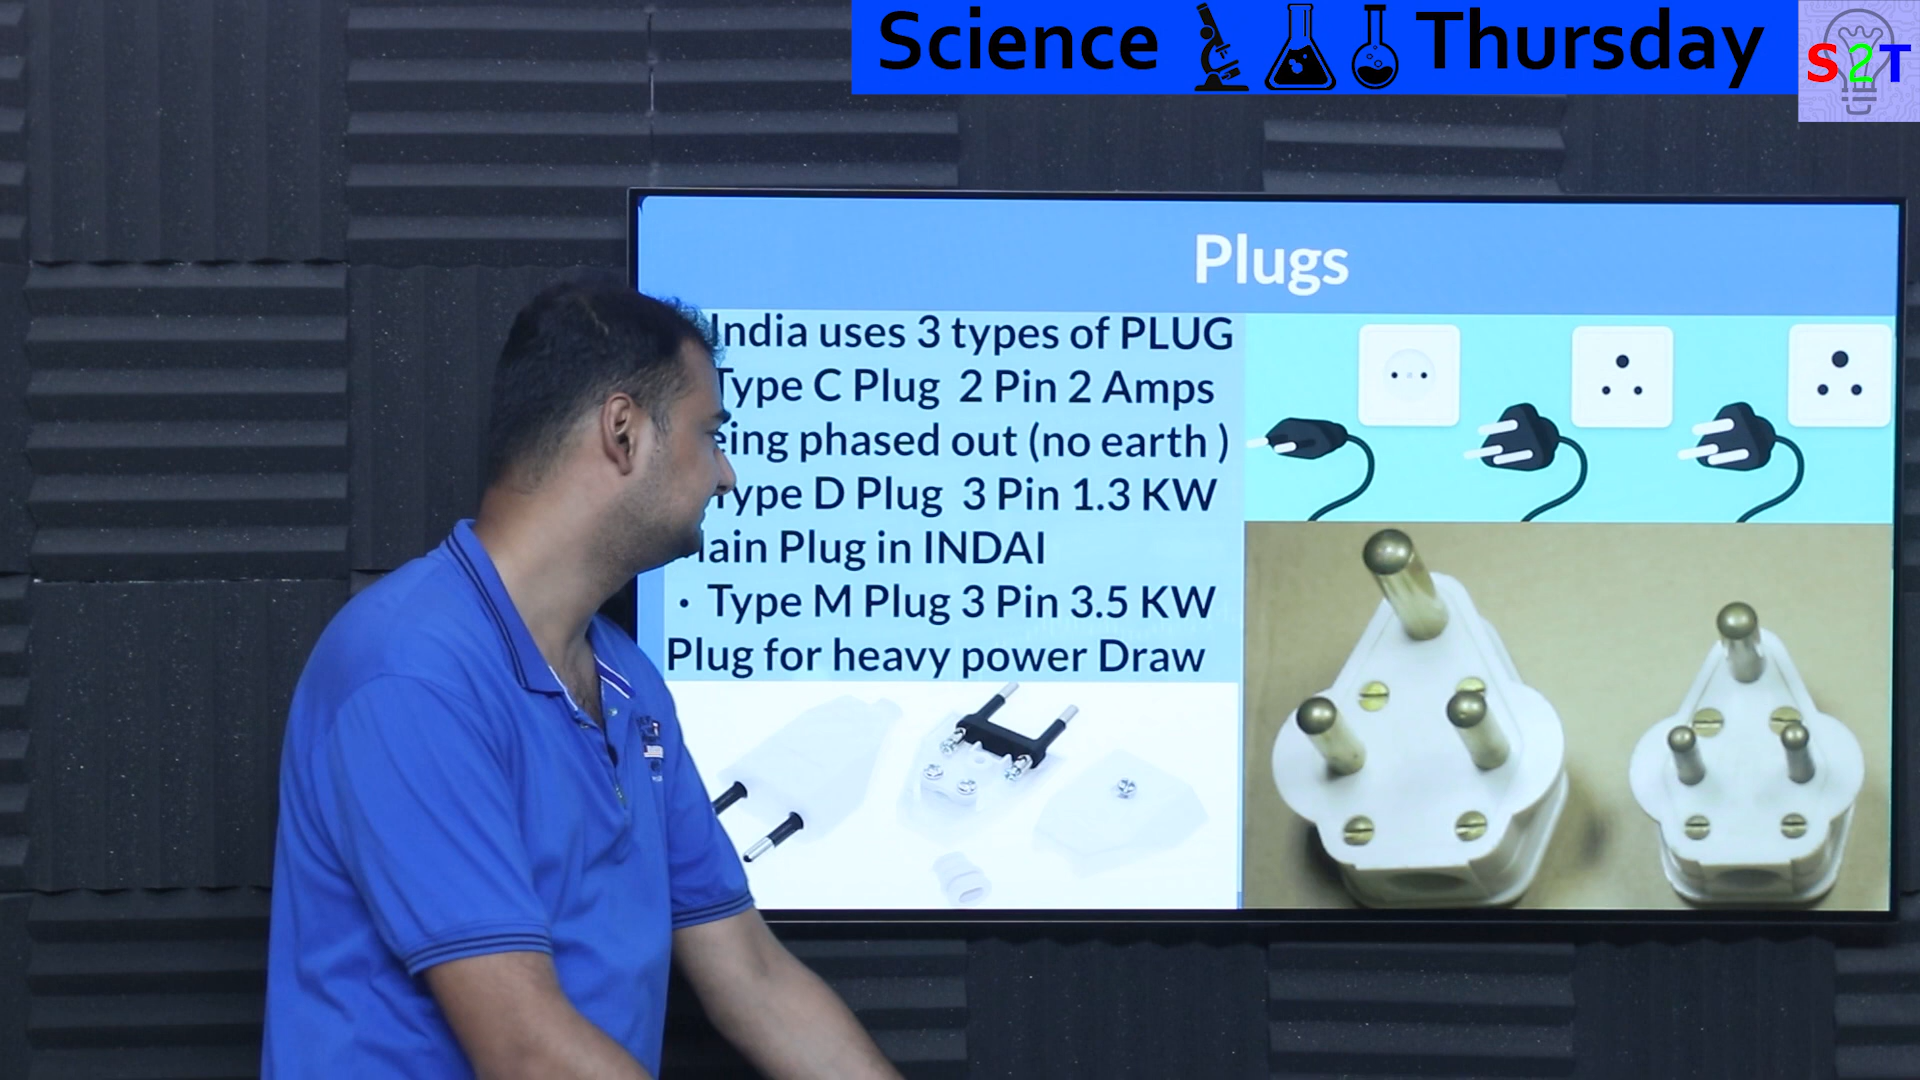 Science Thursday
S2T
Plugs
India uses 3 types of PLUG
Type C Plug 2 Pin 2 Amps
eing phased out (no earth )
Type D Plug 3 Pin 1.3 KW
ain Plug in INDAI
• Type M Plug 3 Pin 3.5 KW
Plug for heavy power Draw